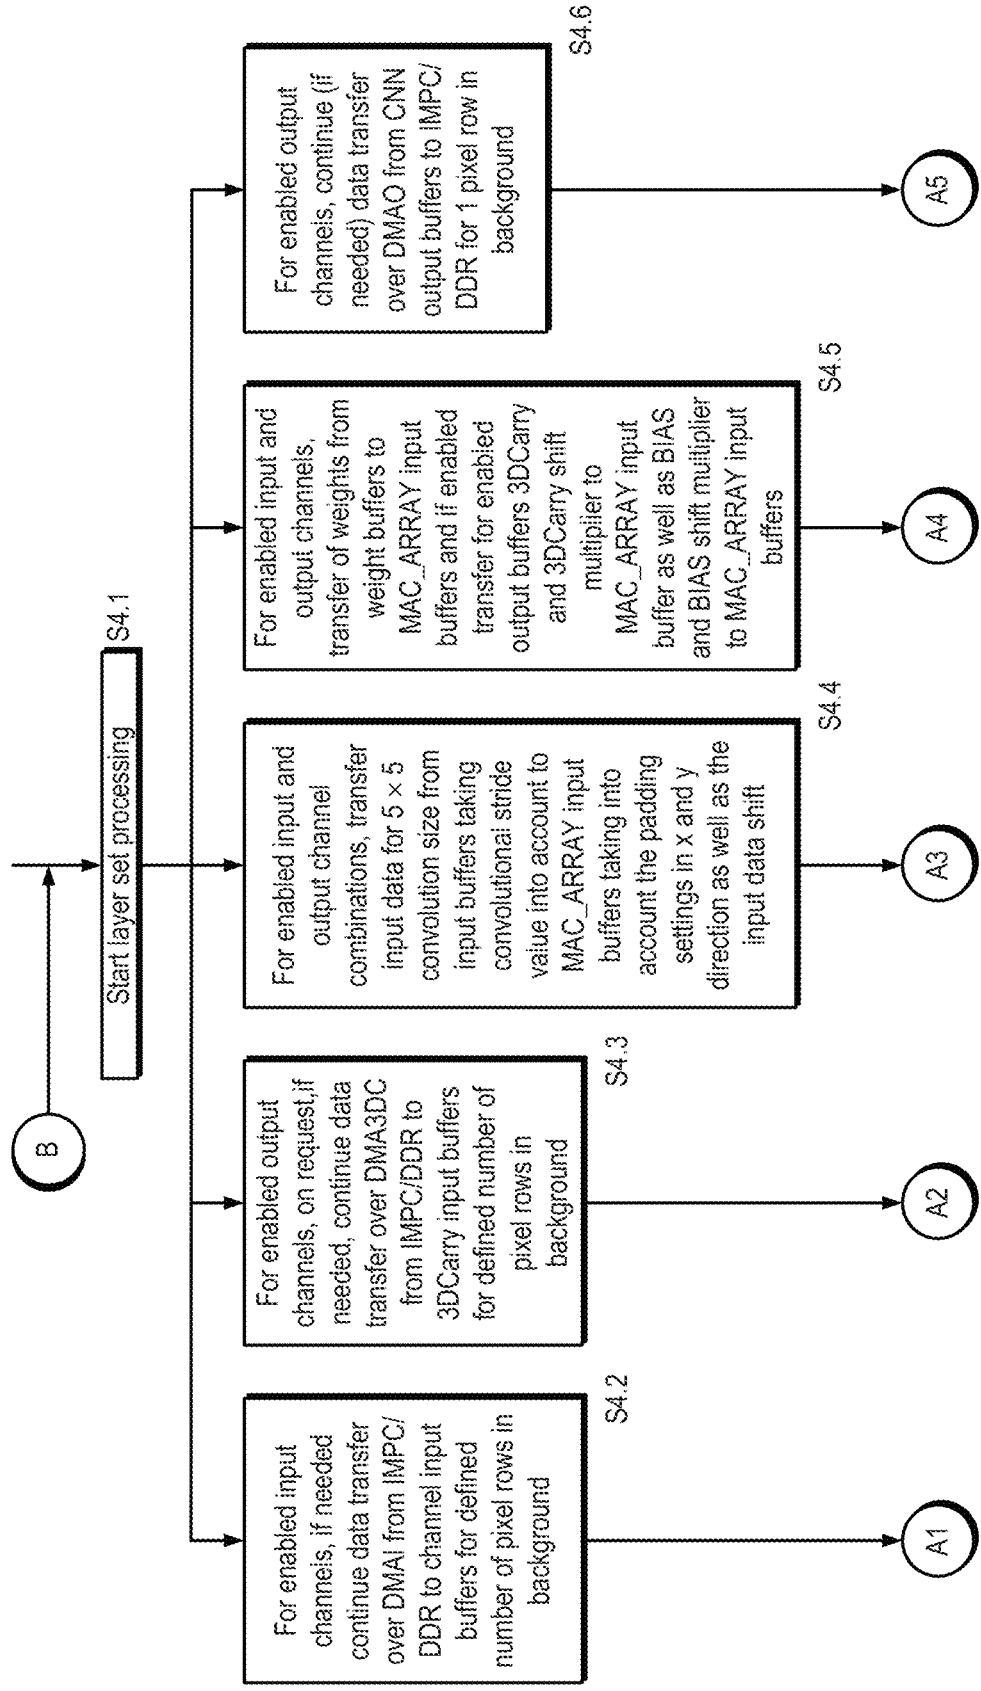 B
Start layer set processing
S4.1
For enabled input
channels, if needed
continue data transfer
over DMAI from IMPC/
DDR to channel input
buffers for defined
number of pixel rows in
background
S4.2
A1
For enabled output
channels, on request,if
needed, continue data
transfer over DMA3DC
from IMPC/DDR to
3DCarry input buffers
for defined number of
pixel rows in
background
S4.3
A2
For enabled input and
output channel
combinations, transfer
input data for 5 × 5
convolution size from
input buffers taking
convolutional stride
value into account to
MAC_ARRAY input
buffers taking into
account the padding
settings in x and y
direction as well as the
input data shift
S4.4
A3
For enabled input and
output channels,
transfer of weights from
weight buffers to
MAC_ARRAY input
buffers and if enabled
transfer for enabled
output buffers 3DCarry
and 3DCarry shift
multiplier to
MAC_ARRAY input
buffer as well as BIAS
and BIAS shift multiplier
to MAC_ARRAY input
buffers
S4.5
A4
For enabled output
channels, continue (if
needed) data transfer
over DMAO from CNN
output buffers to IMPC/
DDR for 1 pixel row in
background
S4.6
A5